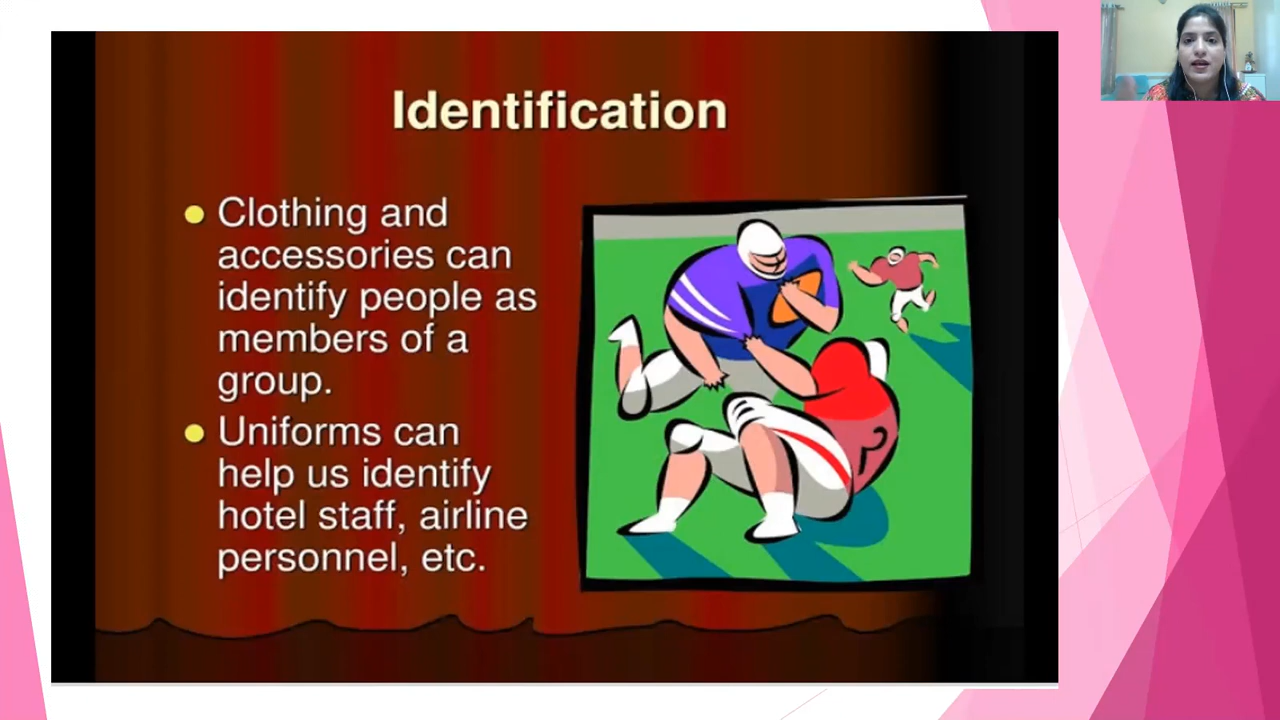 Identification
Clothing and
accessories can
identify people as
members of a
group.
Uniforms can
help us identify
hotel staff, airline
personnel, etc.